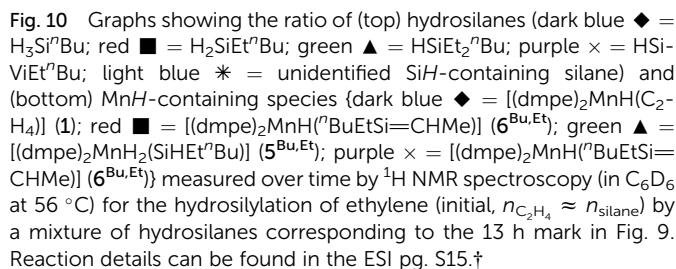 Fig. 10 Graphs showing the ratio of (top) hydrosilanes (dark blue ◆ =
H₃SiⁿBu; red ■ = H₂SiEtⁿBu; green ▲ = HSiEt₂ⁿBu; purple × = HSi-
ViEtⁿBu; light blue ✳ = unidentified SiH-containing silane) and
(bottom) MnH-containing species {dark blue ◆ = [(dmpe)₂MnH(C₂-
H₄)] (1); red ■ = [(dmpe)₂MnH(ⁿBuEtSi═CHMe)] (6ᴮᵘ,ᴱᵗ); green ▲ =
[(dmpe)₂MnH₂(SiHEtⁿBu)] (5ᴮᵘ,ᴱᵗ); purple × = [(dmpe)₂MnH(ⁿBuEtSi═
CHMe)] (6ᴮᵘ,ᴱᵗ)} measured over time by ¹H NMR spectroscopy (in C₆D₆
at 56 °C) for the hydrosilylation of ethylene (initial, n_C₂H₄ ≈ n_silane) by
a mixture of hydrosilanes corresponding to the 13 h mark in Fig. 9.
Reaction details can be found in the ESI pg. S15.†